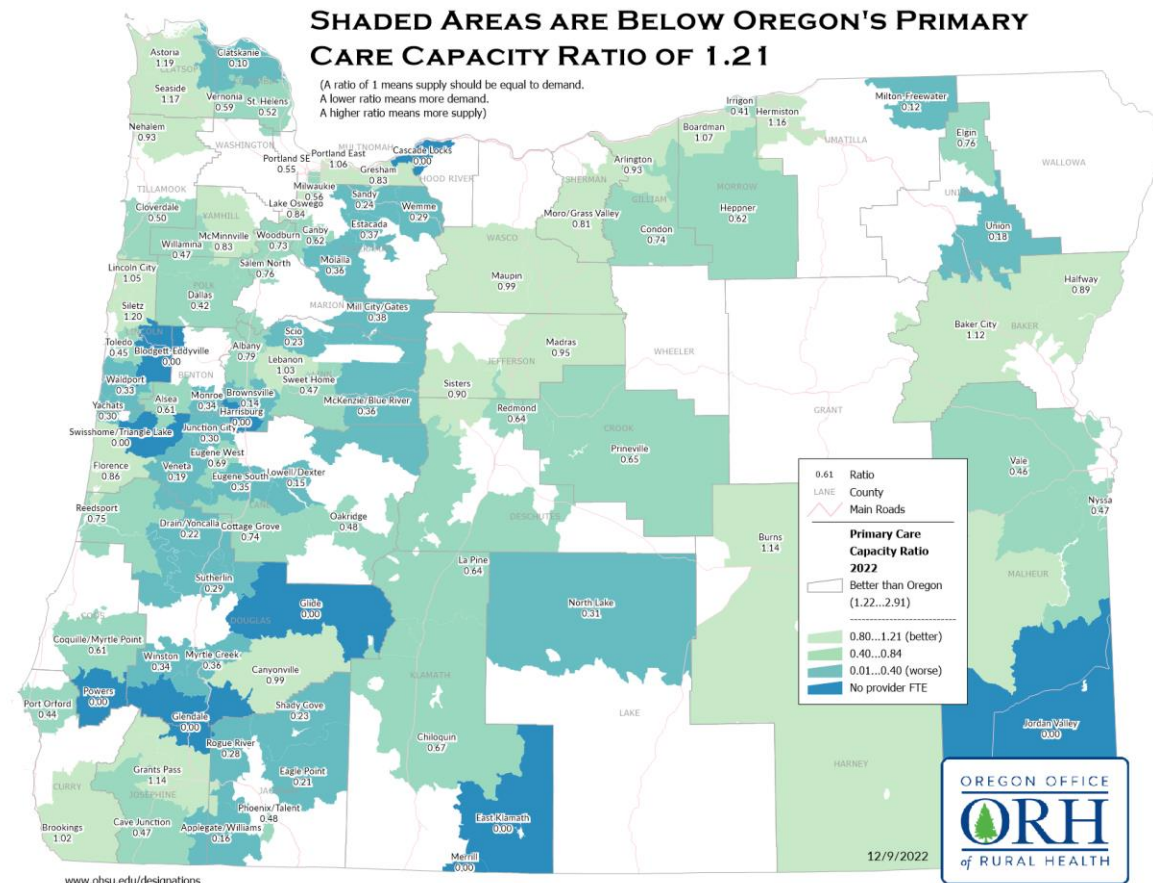 SHADED AREAS ARE BELOW OREGON'S PRIMARY
CARE CAPACITY RATIO OF 1.21
(A ratio of 1 means supply should be equal to demand.
A lower ratio means more demand.
A higher ratio means more supply)
Astoria
1.19
CLATSOP
Clatskanie
0.10
Seaside
1.17
Vernonia
0.59
St. Helens
0.52
Nehalem
0.93
WASHINGTON
Portland SE
0.55
Portland East
1.06
MULTNOMAH
Cascade Locks
0.00
Gresham
0.83
HOOD RIVER
Milwaukie
0.56
Sandy
0.24
Wemme
0.29
Lake Oswego
0.84
TILLAMOOK
Cloverdale
0.50
YAMHILL
McMinnville
0.83
Woodburn
0.73
Canby
0.62
Estacada
0.37
Willamina
0.47
Molalla
0.36
Salem North
0.76
Lincoln City
1.05
POLK
Dallas
0.42
MARION
Siletz
1.20
Mill City/Gates
0.38
LINCOLN
Toledo
0.45
Blodgett-Eddyville
0.00
BENTON
Albany
0.79
Scio
0.23
Lebanon
1.03
Sweet Home
0.47
Waldport
0.33
Yachats
0.30
Alsea
0.61
Monroe
0.34
Brownsville
0.14
Harrisburg
0.00
McKenzie/Blue River
0.36
Swisshome/Triangle Lake
0.00
Junction City
0.30
Florence
0.86
Veneta
0.19
Eugene West
0.69
Eugene South
0.35
Lowell/Dexter
0.15
LANE
Reedsport
0.75
Drain/Yoncalla
0.22
Cottage Grove
0.74
Oakridge
0.48
Sutherlin
0.29
Glide
0.00
DOUGLAS
COOS
Coquille/Myrtle Point
0.61
Winston
0.34
Myrtle Creek
0.36
Canyonville
0.99
Powers
0.00
Port Orford
0.44
Glendale
0.00
Shady Cove
0.23
Rogue River
0.28
Eagle Point
0.21
Grants Pass
1.14
CURRY
JOSEPHINE
Phoenix/Talent
0.48
Brookings
1.02
Cave Junction
0.47
Applegate/Williams
0.16
Irrigon
0.41
Hermiston
1.16
Boardman
1.07
Milton-Freewater
0.12
UMATILLA
Elgin
0.76
WALLOWA
Arlington
0.93
SHERMAN
GILLIAM
MORROW
Heppner
0.62
Moro/Grass Valley
0.81
Condon
0.74
Union
0.18
WASCO
Maupin
0.99
Halfway
0.89
Baker City
1.12
BAKER
Madras
0.95
JEFFERSON
WHEELER
Sisters
0.90
Redmond
0.64
CROOK
Prineville
0.65
GRANT
DESCHUTES
La Pine
0.64
North Lake
0.31
Burns
1.14
Vale
0.46
Nyssa
0.47
MALHEUR
KLAMATH
LAKE
Chiloquin
0.67
HARNEY
Jordan Valley
0.00
East Klamath
0.00
Merrill
0.00
0.61 Ratio
LANE County
Main Roads
Primary Care
Capacity Ratio
2022
Better than Oregon
(1.22...2.91)
0.80...1.21 (better)
0.40...0.84
0.01...0.40 (worse)
No provider FTE
12/9/2022
OREGON OFFICE
ORH
of RURAL HEALTH
www.ohsu.edu/designations